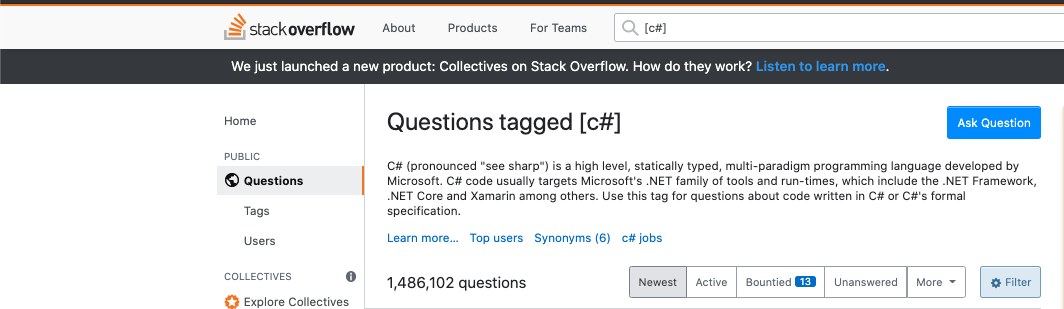 stackoverflow About Products For Teams [c#]
We just launched a new product: Collectives on Stack Overflow. How do they work? Listen to learn more.
Home
PUBLIC
Questions
Tags
Users
COLLECTIVES
Explore Collectives
Questions tagged [c#]
Ask Question
C# (pronounced "see sharp") is a high level, statically typed, multi-paradigm programming language developed by
Microsoft. C# code usually targets Microsoft's .NET family of tools and run-times, which include the .NET Framework,
.NET Core and Xamarin among others. Use this tag for questions about code written in C# or C#'s formal
specification.
Learn more... Top users Synonyms (6) c# jobs
1,486,102 questions
Newest Active Bountied 13 Unanswered More Filter